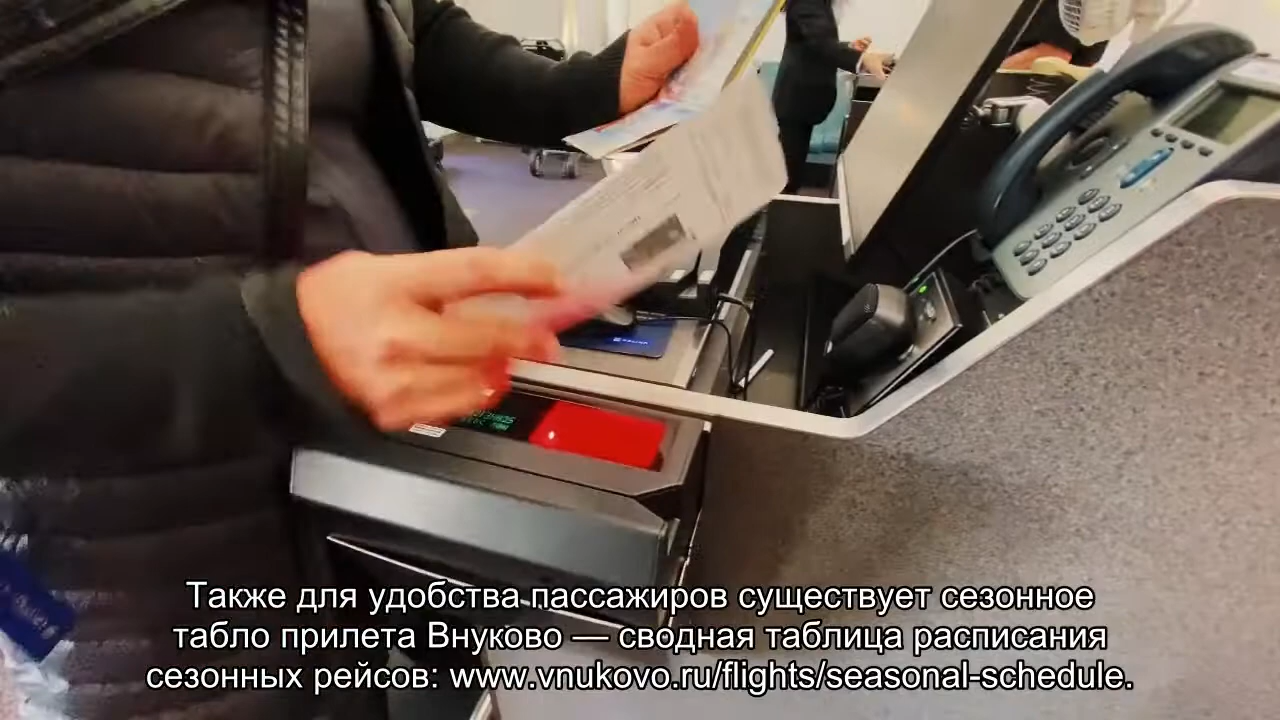 Также для удобства пассажиров существует сезонное
табло прилета Внуково — сводная таблица расписания
сезонных рейсов: www.vnukovo.ru/flights/seasonal-schedule.